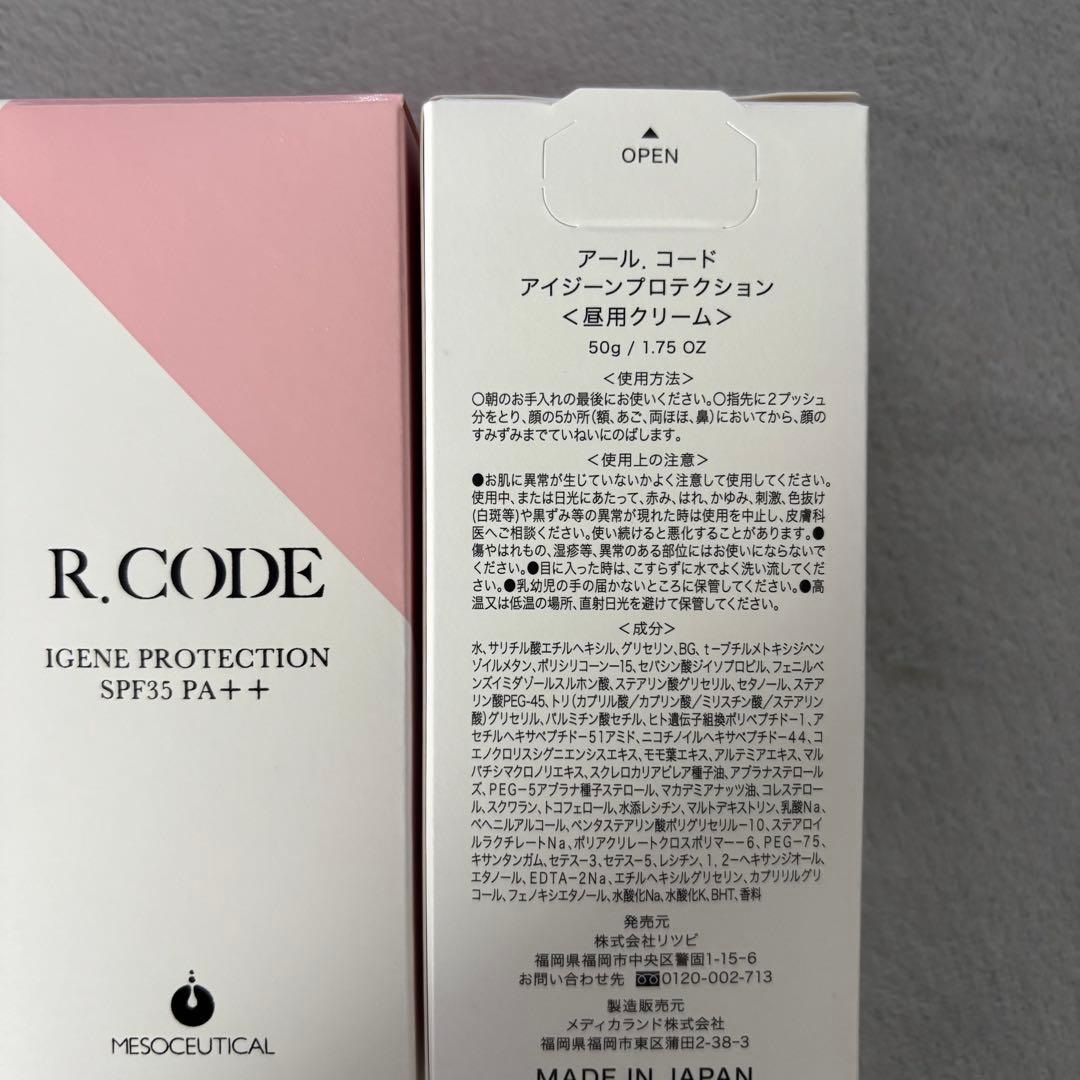 R.CODE
IGENE PROTECTION
SPF35 PA++
MESOCEUTICAL
▲
OPEN
アール.コード
アイジーンプロテクション
＜昼用クリーム＞
50g / 1.75 OZ
＜使用方法＞
○朝のお手入れの最後にお使いください。○指先に2プッシュ
分をとり、顔の5か所(額、あご、両ほほ、鼻)においてから、顔の
すみずみまでていねいにのばします。
＜使用上の注意＞
●お肌に異常が生じていないかよく注意して使用してください。
使用中、または日光にあたって、赤み、はれ、かゆみ、刺激、色抜け
(白斑等)や黒ずみ等の異常が現れた時は使用を中止し、皮膚科
医へご相談ください。使い続けると悪化することがあります。●
傷やはれもの、湿疹等、異常のある部位にはお使いにならないで
ください。●目に入った時は、こすらずに水でよく洗い流してくだ
さい。●乳幼児の手の届かないところに保管してください。●高
温又は低温の場所、直射日光を避けて保管してください。
＜成分＞
水、サリチル酸エチルヘキシル、グリセリン、BG、t－ブチルメトキシジベン
ゾイルメタン、ポリシリコーン－15、セバシン酸ジイソプロピル、フェニルベ
ンズイミダゾールスルホン酸、ステアリン酸グリセリル、セタノール、ステア
リン酸PEG-45、トリ(カプリル酸／カプリン酸／ミリスチン酸／ステアリン
酸)グリセリル、パルミチン酸セチル、ヒト遺伝子組換ポリペプチド－1、ア
セチルヘキサペプチド－51アミド、ニコチノイルヘキサペプチド－44、コ
エノクロリスシグニエンシスエキス、モモ葉エキス、アルテミアエキス、マル
バチシマクロノリエキス、スクレロカリアビレア種子油、アブラナステロール
ズ、PEG－5アブラナ種子ステロール、マカデミアナッツ油、コレステロー
ル、スクワラン、トコフェロール、水添レシチン、マルトデキストリン、乳酸Na、
ベヘニルアルコール、ペンタステアリン酸ポリグリセリル－10、ステアロイ
ルラクチレートNa、ポリアクリレートクロスポリマー－6、PEG－75、
キサンタンガム、セテス－3、セテス－5、レシチン、1, 2－ヘキサンジオール、
エタノール、EDTA－2Na、エチルヘキシルグリセリン、カプリリルグリ
コール、フェノキシエタノール、水酸化Na、水酸化K、BHT、香料
発売元
株式会社リツビ
福岡県福岡市中央区警固1-15-6
お問い合わせ先 0120-002-713
製造販売元
メディカランド株式会社
福岡県福岡市東区蒲田2-38-3
MADE IN JAPAN